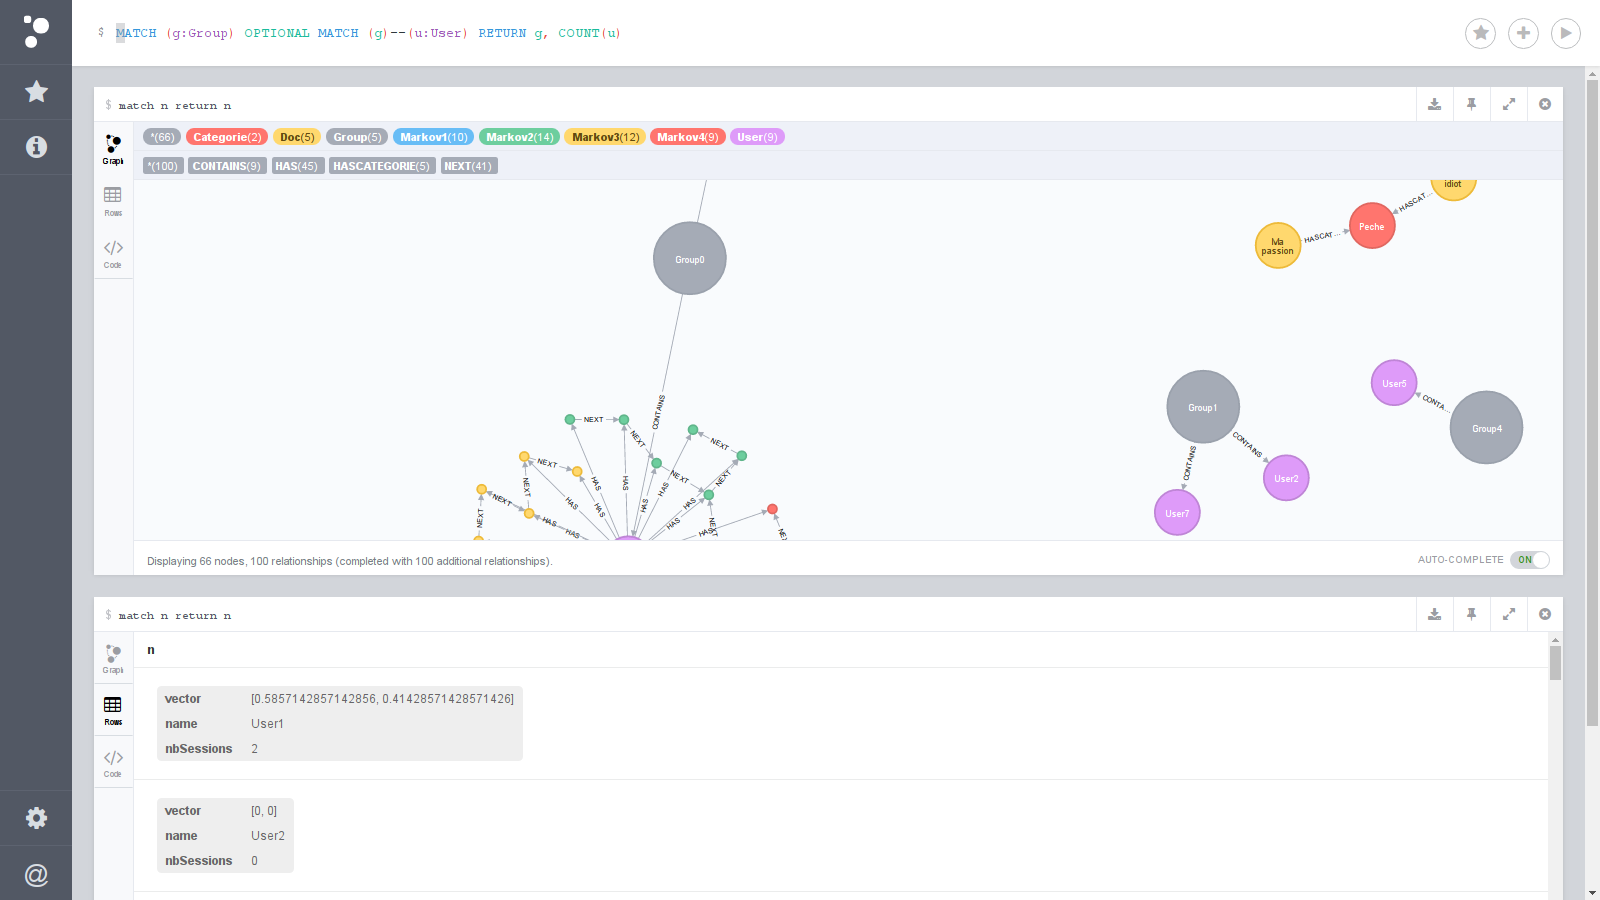 $ MATCH (g:Group) OPTIONAL MATCH (g)--(u:User) RETURN g, COUNT(u)
$ match n return n
Graph
Rows
Code
*(66) Categorie(2) Doc(5) Group(5) Markov1(10) Markov2(14) Markov3(12) Markov4(9) User(9)
*(100) CONTAINS(9) HAS(45) HASCATEGORIE(5) NEXT(41)
idiot
HASCAT...
Peche
HASCAT...
Ma
passion
Group0
CONTAINS
User5
CONTA...
Group4
Group1
CONTAINS
CONTAINS
User2
User7
NEXT
NEXT
NEXT
NEXT
NEXT
NEXT
NEXT
NEXT
NEXT
NEXT
HAS
HAS
HAS
HAS
HAS
HAS
HAS
HAS
HAS
HAS
HAS
Displaying 66 nodes, 100 relationships (completed with 100 additional relationships).
AUTO-COMPLETE ON
$ match n return n
Graph
Rows
Code
n
vector [0.5857142857142856, 0.41428571428571426]
name User1
nbSessions 2
vector [0, 0]
name User2
nbSessions 0